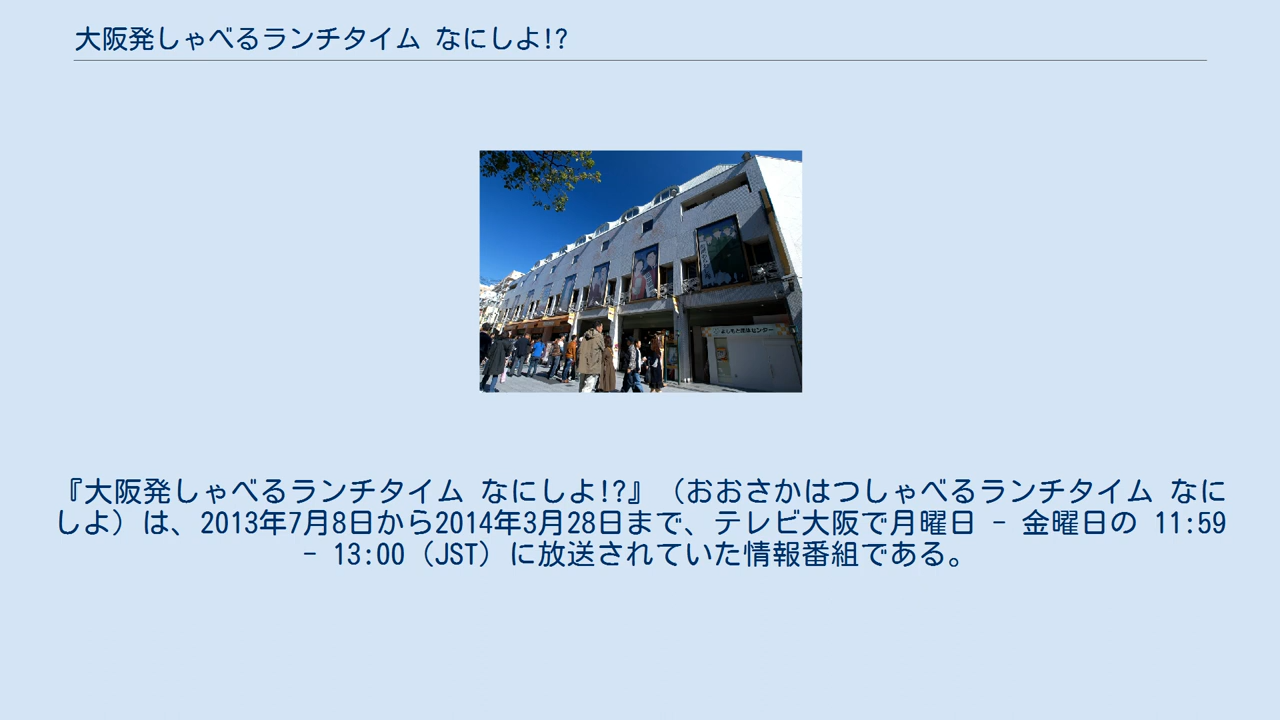 大阪発しゃべるランチタイム なにしよ!?
『大阪発しゃべるランチタイム なにしよ!?』（おおさかはつしゃべるランチタイム なに
しよ）は、2013年7月8日から2014年3月28日まで、テレビ大阪で月曜日 - 金曜日の 11:59
- 13:00（JST）に放送されていた情報番組である。